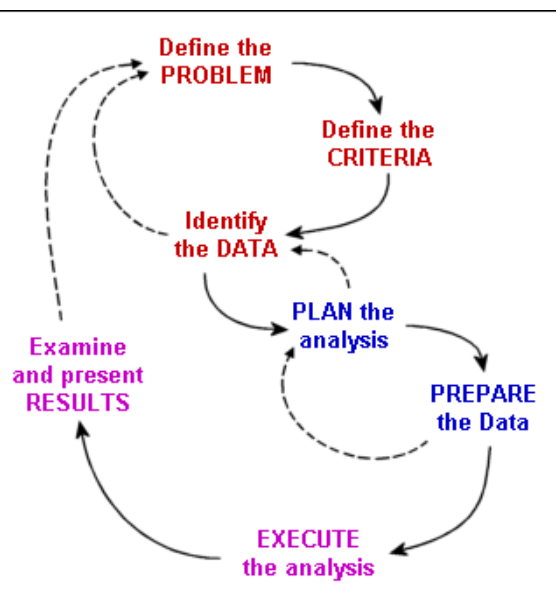 Define the
PROBLEM
Define the
CRITERIA
Identify
the DATA
PLAN the
analysis
PREPARE
the Data
EXECUTE
the analysis
Examine
and present
RESULTS